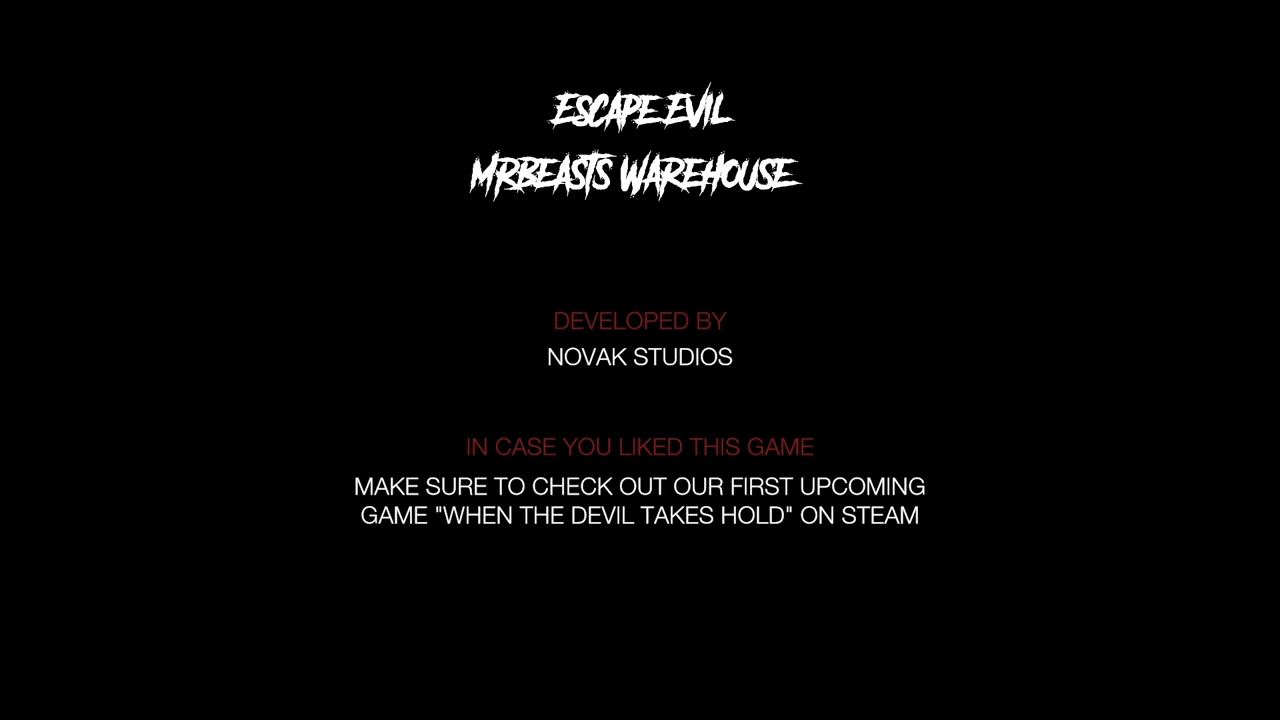 ESCAPE EVIL
MRBEASTS WAREHOUSE
DEVELOPED BY
NOVAK STUDIOS
IN CASE YOU LIKED THIS GAME
MAKE SURE TO CHECK OUT OUR FIRST UPCOMING
GAME "WHEN THE DEVIL TAKES HOLD" ON STEAM